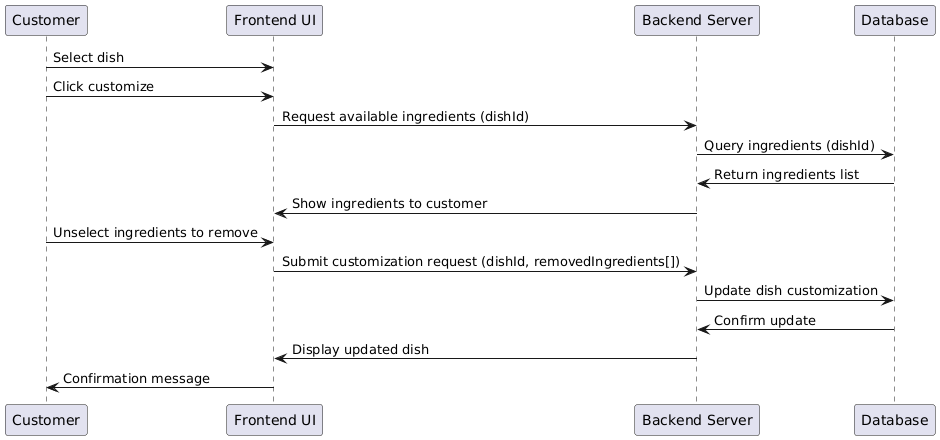 Customer
Frontend UI
Backend Server
Database
Select dish
Click customize
Request available ingredients (dishId)
Query ingredients (dishId)
Return ingredients list
Show ingredients to customer
Unselect ingredients to remove
Submit customization request (dishId, removedIngredients[])
Update dish customization
Confirm update
Display updated dish
Confirmation message
Customer
Frontend UI
Backend Server
Database